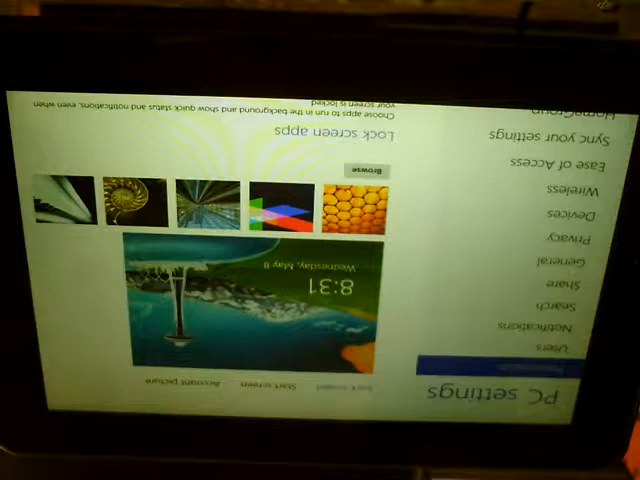 PC settings
Personalize
Users
Notifications
Search
Share
General
Privacy
Devices
Wireless
Ease of Access
Sync your settings
HomeGroup
Lock screen
Start screen
Account picture
8:31
Wednesday, May 8
Browse
Lock screen apps
Choose apps to run in the background and show quick status and notifications, even when
your screen is locked